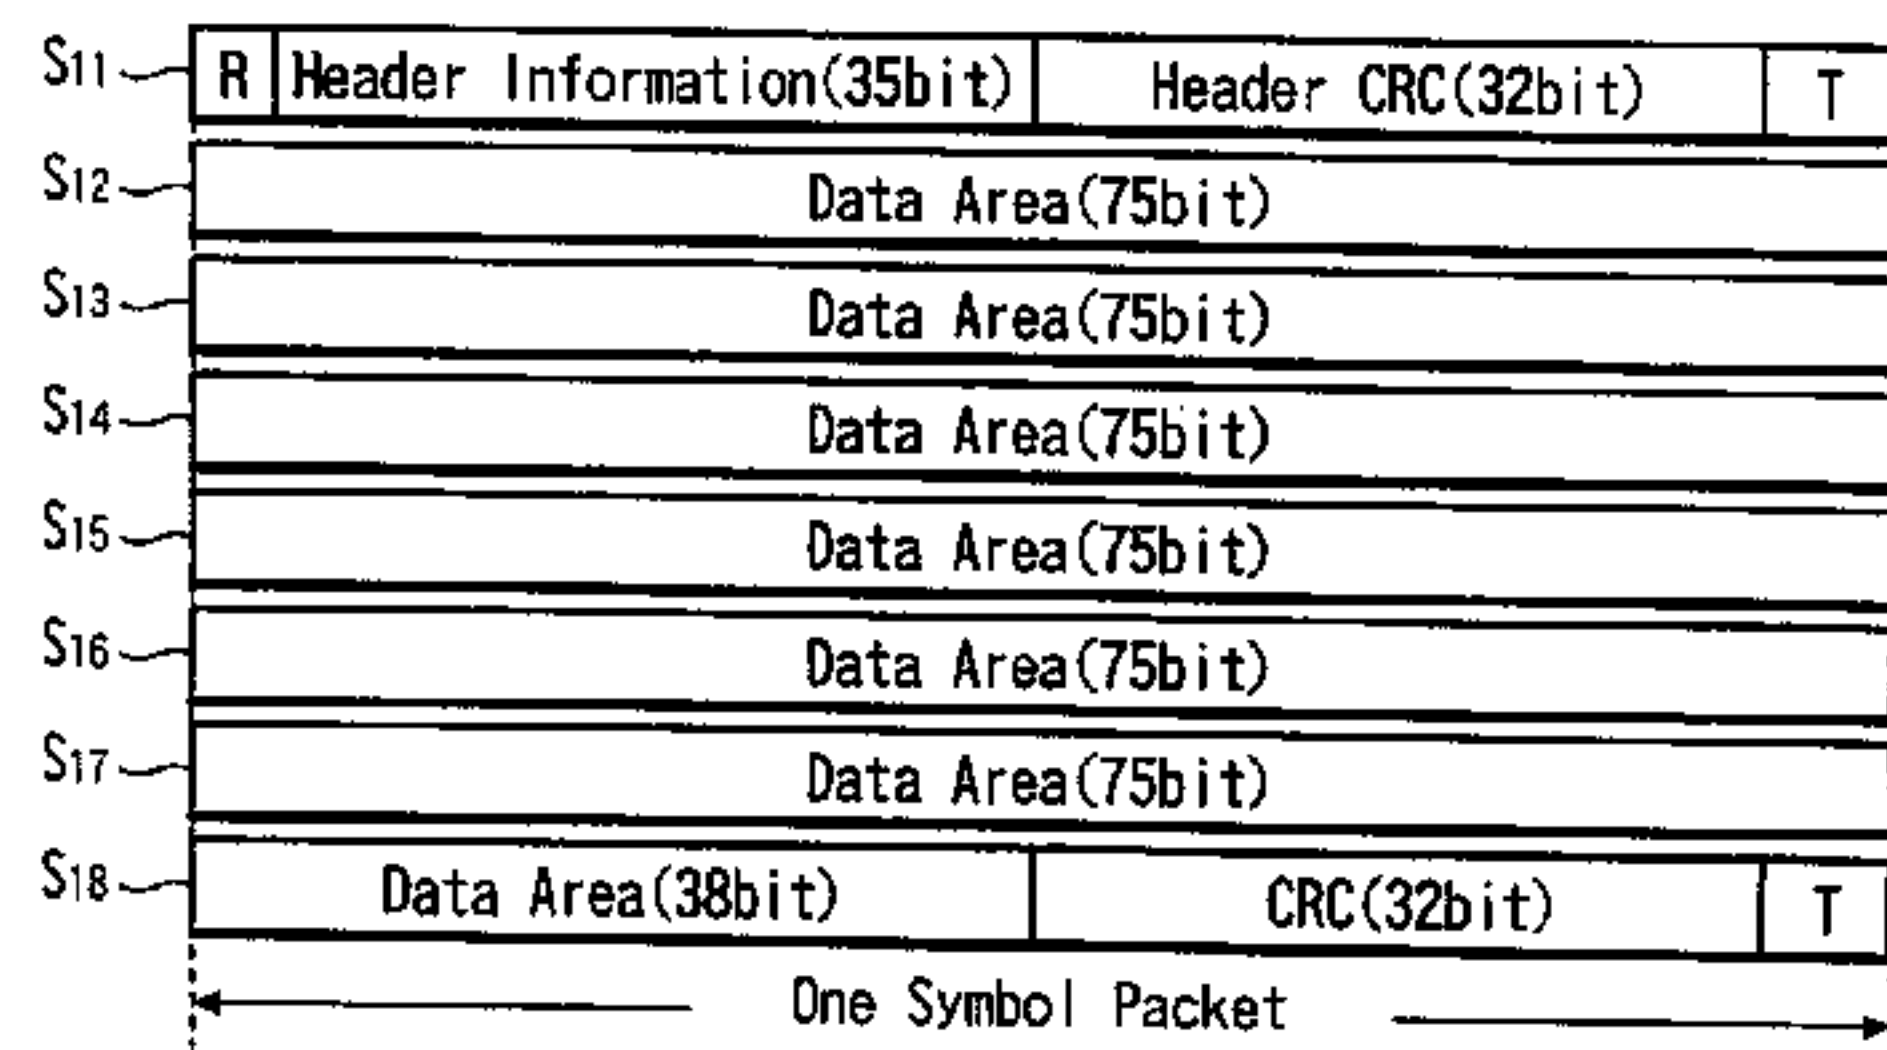 S11 R Header Information(35bit) Header CRC(32bit) T
S12 Data Area(75bit)
S13 Data Area(75bit)
S14 Data Area(75bit)
S15 Data Area(75bit)
S16 Data Area(75bit)
S17 Data Area(75bit)
S18 Data Area(38bit) CRC(32bit) T
One Symbol Packet